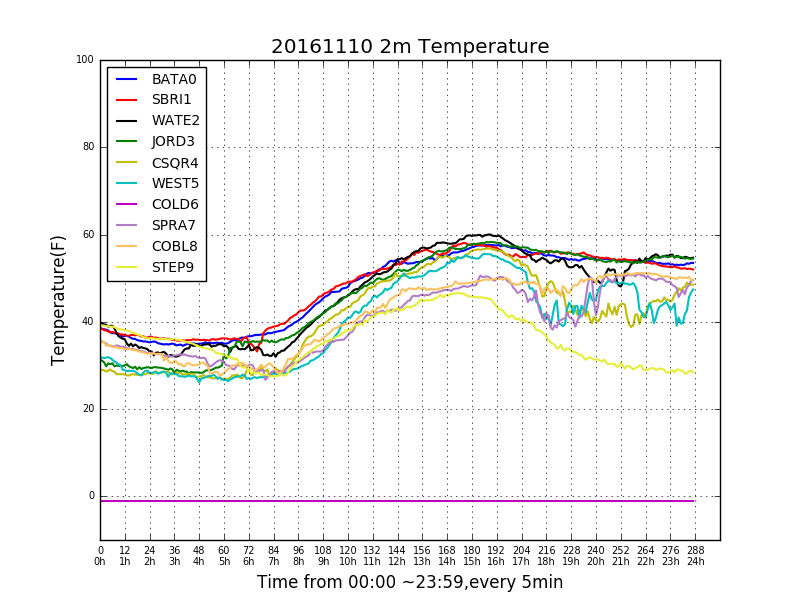 20161110 2m Temperature
BATA0
SBRI1
WATE2
JORD3
CSQR4
WEST5
COLD6
SPRA7
COBL8
STEP9
Temperature(F)
100
80
60
40
20
0
0 12 24 36 48 60 72 84 96 108 120 132 144 156 168 180 192 204 216 228 240 252 264 276 288
0h 1h 2h 3h 4h 5h 6h 7h 8h 9h 10h 11h 12h 13h 14h 15h 16h 17h 18h 19h 20h 21h 22h 23h 24h
Time from 00:00 ~23:59,every 5min